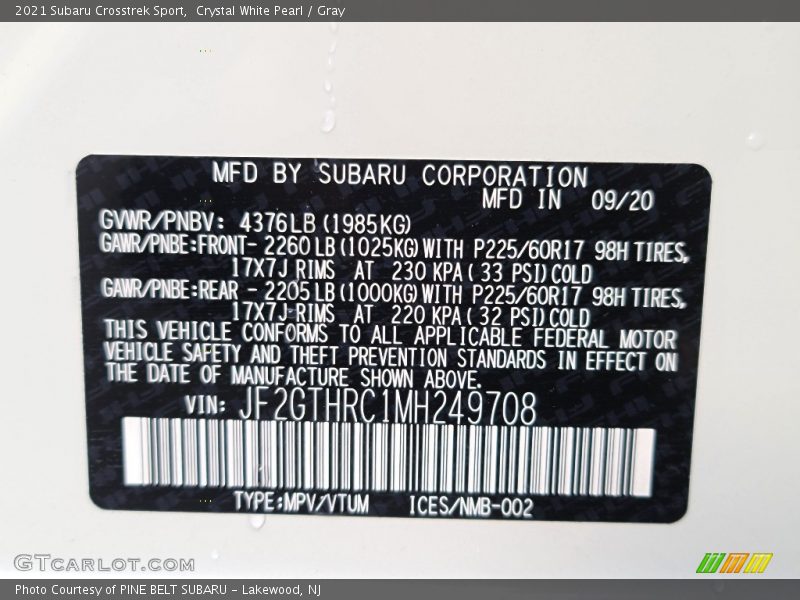 2021 Subaru Crosstrek Sport,  Crystal White Pearl / Gray
MFD BY SUBARU CORPORATION
MFD IN 09/20
GVWR/PNBV: 4376LB (1985KG)
GAWR/PNBE:FRONT- 2260 LB (1025KG) WITH P225/60R17 98H TIRES,
17X7J RIMS AT 230 KPA ( 33 PSI) COLD
GAWR/PNBE:REAR - 2205 LB (1000KG) WITH P225/60R17 98H TIRES,
17X7J RIMS AT 220 KPA ( 32 PSI) COLD
THIS VEHICLE CONFORMS TO ALL APPLICABLE FEDERAL MOTOR
VEHICLE SAFETY AND THEFT PREVENTION STANDARDS IN EFFECT ON
THE DATE OF MANUFACTURE SHOWN ABOVE.
VIN: JF2GTHRC1MH249708
TYPE:MPV/VTUM ICES/NMB-002
GTcarlot.com
Photo Courtesy of PINE BELT SUBARU - Lakewood, NJ